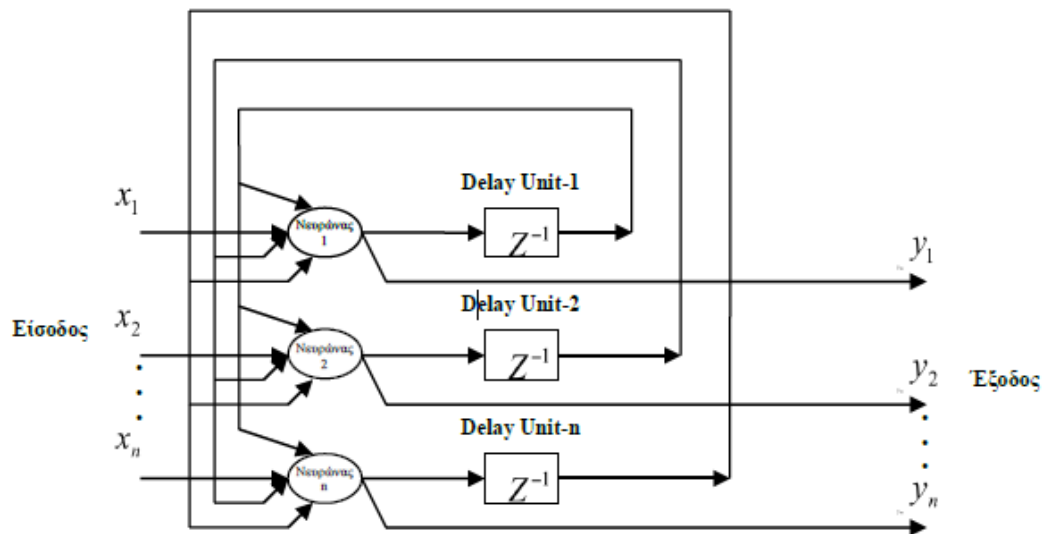 Delay Unit-1
x1
Νευρώνας
1
Z−1
y1
Delay Unit-2
Είσοδος
x2
Νευρώνας
2
Z−1
y2
Έξοδος
Delay Unit-n
xn
Νευρώνας
n
Z−1
yn